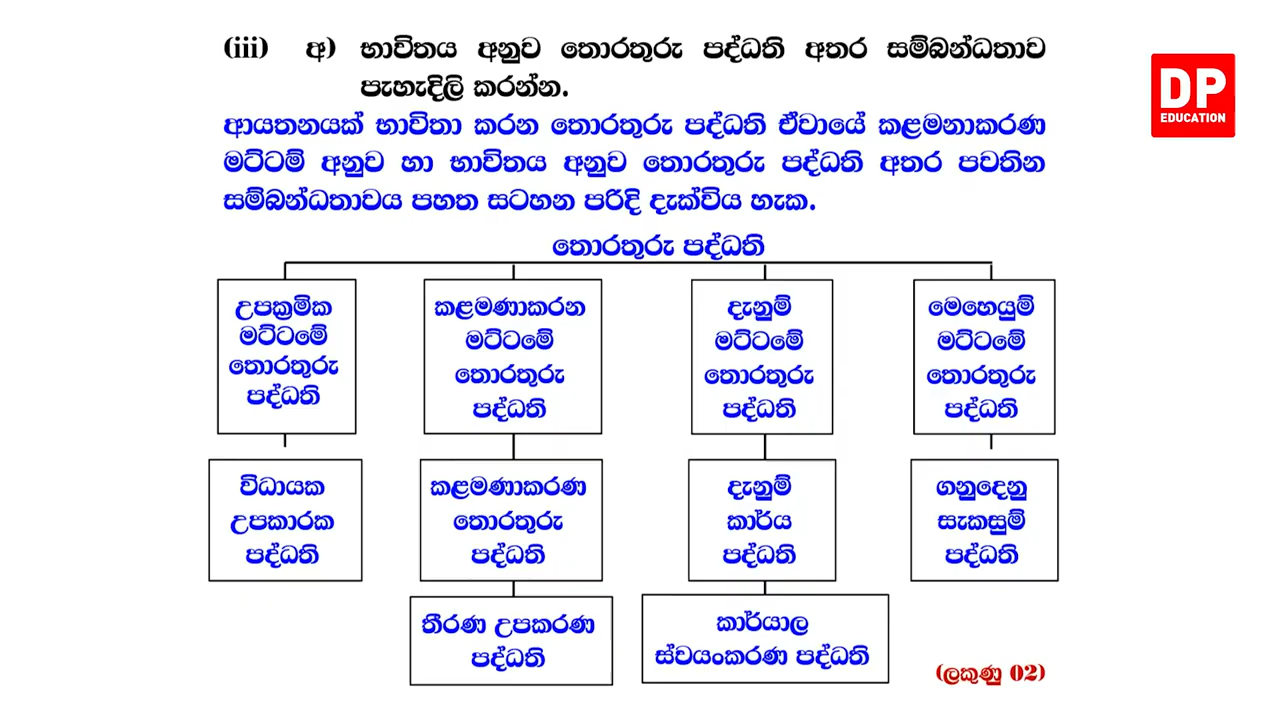 (iii) අ) භාවිතය අනුව තොරතුරු පද්ධති අතර සම්බන්ධතාව
පැහැදිලි කරන්න.
ආයතනයක් භාවිතා කරන තොරතුරු පද්ධති ඒවායේ කළමනාකරණ
මට්ටම් අනුව හා භාවිතය අනුව තොරතුරු පද්ධති අතර පවතින
සම්බන්ධතාවය පහත සටහන පරිදි දැක්විය හැක.
තොරතුරු පද්ධති
උපක්‍රමික
මට්ටමේ
තොරතුරු
පද්ධති
කළමණාකරන
මට්ටමේ
තොරතුරු
පද්ධති
දැනුම්
මට්ටමේ
තොරතුරු
පද්ධති
මෙහෙයුම්
මට්ටමේ
තොරතුරු
පද්ධති
විධායක
උපකාරක
පද්ධති
කළමණාකරණ
තොරතුරු
පද්ධති
දැනුම්
කාර්ය
පද්ධති
ගනුදෙනු
සැකසුම්
පද්ධති
තීරණ උපකරණ
පද්ධති
කාර්යාල
ස්වයංකරණ පද්ධති
(ලකුණු 02)
DP
EDUCATION